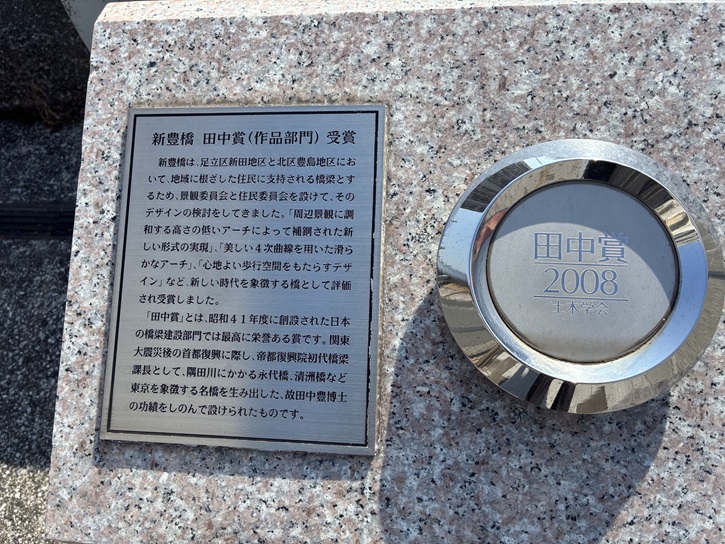 新豊橋 田中賞(作品部門)受賞
新豊橋は、足立区新田地区と北区豊島地区にお
いて、地域に根ざした住民に支持される橋梁とす
るため、景観委員会と住民委員会を設けて、その
デザインの検討をしてきました。「周辺景観に調
和する高さの低いアーチによって補鋼された新
しい形式の実現」、「美しい4次曲線を用いた滑ら
かなアーチ」、「心地よい歩行空間をもたらすデザ
イン」など、新しい時代を象徴する橋として評価
され受賞しました。
「田中賞」とは、昭和41年度に創設された日本
の橋梁建設部門では最高に栄誉ある賞です。関東
大震災後の首都復興に際し、帝都復興院初代橋梁
課長として、隅田川にかかる永代橋、清洲橋など
東京を象徴する名橋を生み出した、故田中豊博士
の功績をしのんで設けられたものです。
田中賞
2008
土木学会